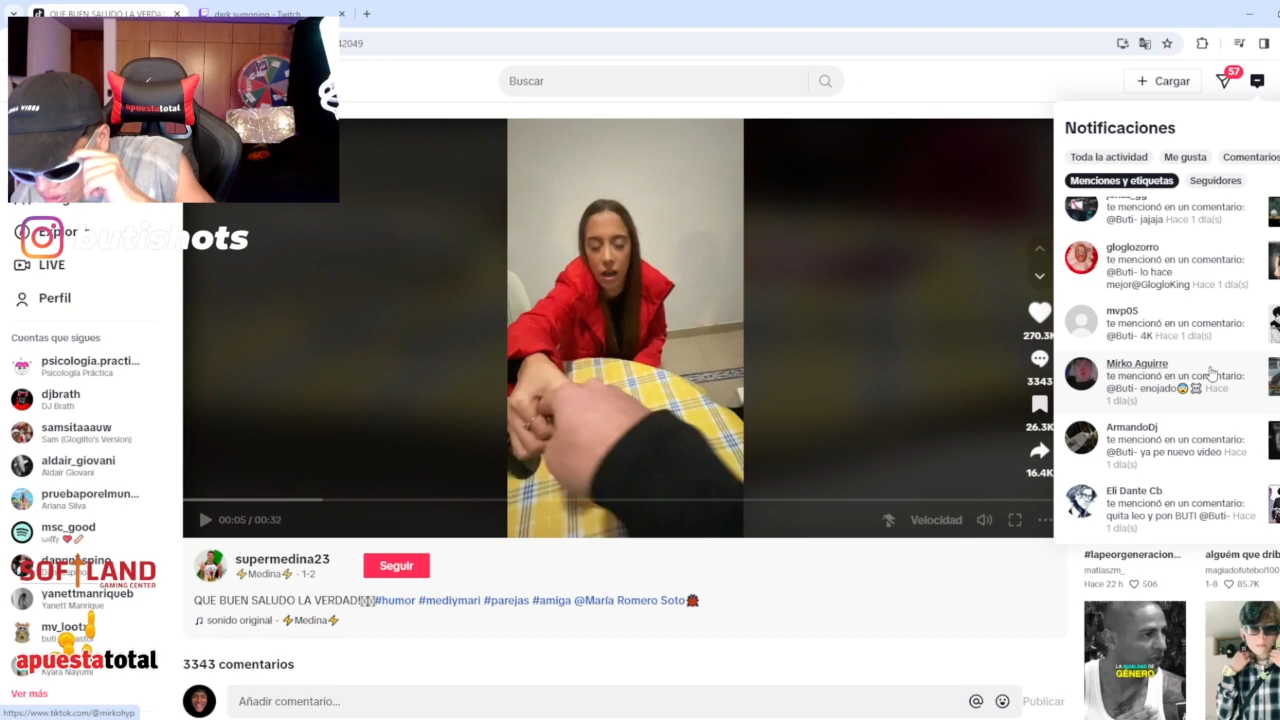 QUE BUEN SALUDO LA VERDA
dark sumoning - Twitch
42049
Buscar
Cargar
57
apuestatotal
Notificaciones
Toda la actividad
Me gusta
Comentarios
Menciones y etiquetas
Seguidores
te mencionó en un comentario:
@Buti- jajaja Hace 1 día(s)
gloglozorro
te mencionó en un comentario:
@Buti- lo hace
mejor@GlogloKing Hace 1 día(s)
mvp05
te mencionó en un comentario:
@Buti- 4K Hace 1 día(s)
Mirko Aguirre
te mencionó en un comentario:
@Buti- enojado😨 Hace
1 día(s)
ArmandoDj
te mencionó en un comentario:
@Buti- ya pe nuevo video Hace
1 día(s)
Eli Dante Cb
te mencionó en un comentario:
quita leo y pon BUTI @Buti- Hace
1 día(s)
butishots
LIVE
Perfil
Cuentas que sigues
psicologia.practi...
Psicología Práctica
djbrath
DJ Brath
samsitaaauw
Sam (Gloglito's Version)
aldair_giovani
Aldair Giovani
pruebaporelmun...
Ariana Silva
msc_good
SOFTLAND
GAMING CENTER
yanettmanriqueb
Yanett Manrique
apuestatotal
Kyara Nayumi
Ver más
https://www.tiktok.com/@mirkohyp
270.3K
3343
26.3K
16.4K
00:05 / 00:32
Velocidad
supermedina23
⚡Medina⚡ · 1-2
Seguir
QUE BUEN SALUDO LA VERDAD!#humor #mediymari #parejas #amiga @María Romero Soto
sonido original - ⚡Medina⚡
3343 comentarios
Añadir comentario...
Publicar
#lapeorgeneracion...
matiaszm_
Hace 22 h 506
alguém que drib
magiadofutebol100
1-8 85.7K
LA IGUALDAD DE
GÉNERO